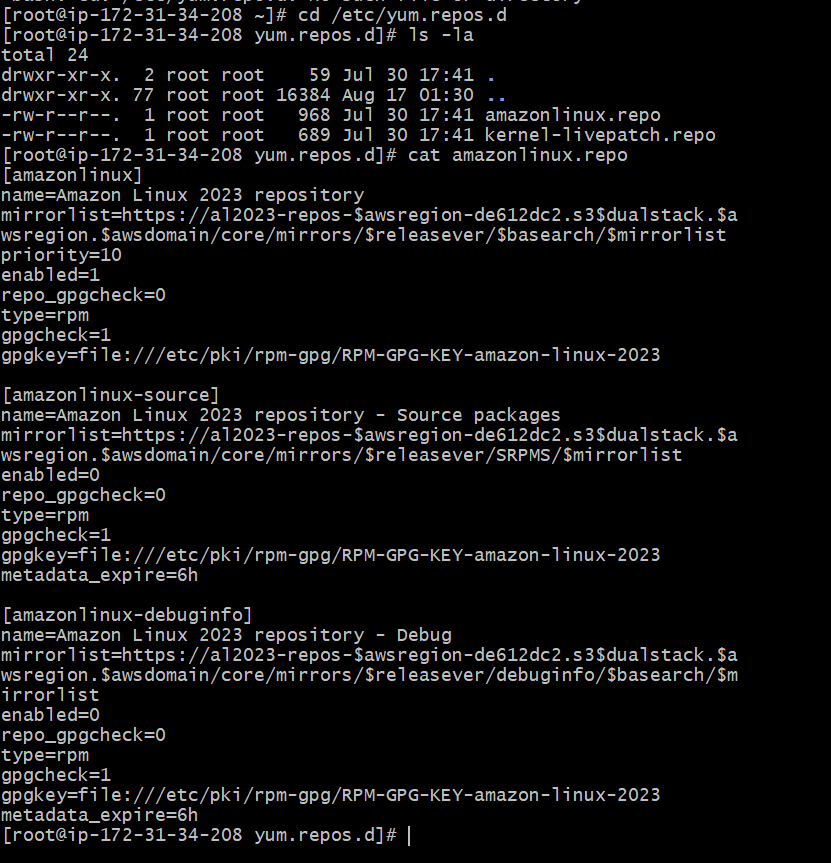 [root@ip-172-31-34-208 ~]# cd /etc/yum.repos.d
[root@ip-172-31-34-208 yum.repos.d]# ls -la
total 24
drwxr-xr-x.  2 root root    59 Jul 30 17:41 .
drwxr-xr-x. 77 root root 16384 Aug 17 01:30 ..
-rw-r--r--.  1 root root   968 Jul 30 17:41 amazonlinux.repo
-rw-r--r--.  1 root root   689 Jul 30 17:41 kernel-livepatch.repo
[root@ip-172-31-34-208 yum.repos.d]# cat amazonlinux.repo
[amazonlinux]
name=Amazon Linux 2023 repository
mirrorlist=https://al2023-repos-$awsregion-de612dc2.s3$dualstack.$a
wsregion.$awsdomain/core/mirrors/$releasever/$basearch/$mirrorlist
priority=10
enabled=1
repo_gpgcheck=0
type=rpm
gpgcheck=1
gpgkey=file:///etc/pki/rpm-gpg/RPM-GPG-KEY-amazon-linux-2023

[amazonlinux-source]
name=Amazon Linux 2023 repository - Source packages
mirrorlist=https://al2023-repos-$awsregion-de612dc2.s3$dualstack.$a
wsregion.$awsdomain/core/mirrors/$releasever/SRPMS/$mirrorlist
enabled=0
repo_gpgcheck=0
type=rpm
gpgcheck=1
gpgkey=file:///etc/pki/rpm-gpg/RPM-GPG-KEY-amazon-linux-2023
metadata_expire=6h

[amazonlinux-debuginfo]
name=Amazon Linux 2023 repository - Debug
mirrorlist=https://al2023-repos-$awsregion-de612dc2.s3$dualstack.$a
wsregion.$awsdomain/core/mirrors/$releasever/debuginfo/$basearch/$m
irrorlist
enabled=0
repo_gpgcheck=0
type=rpm
gpgcheck=1
gpgkey=file:///etc/pki/rpm-gpg/RPM-GPG-KEY-amazon-linux-2023
metadata_expire=6h
[root@ip-172-31-34-208 yum.repos.d]#